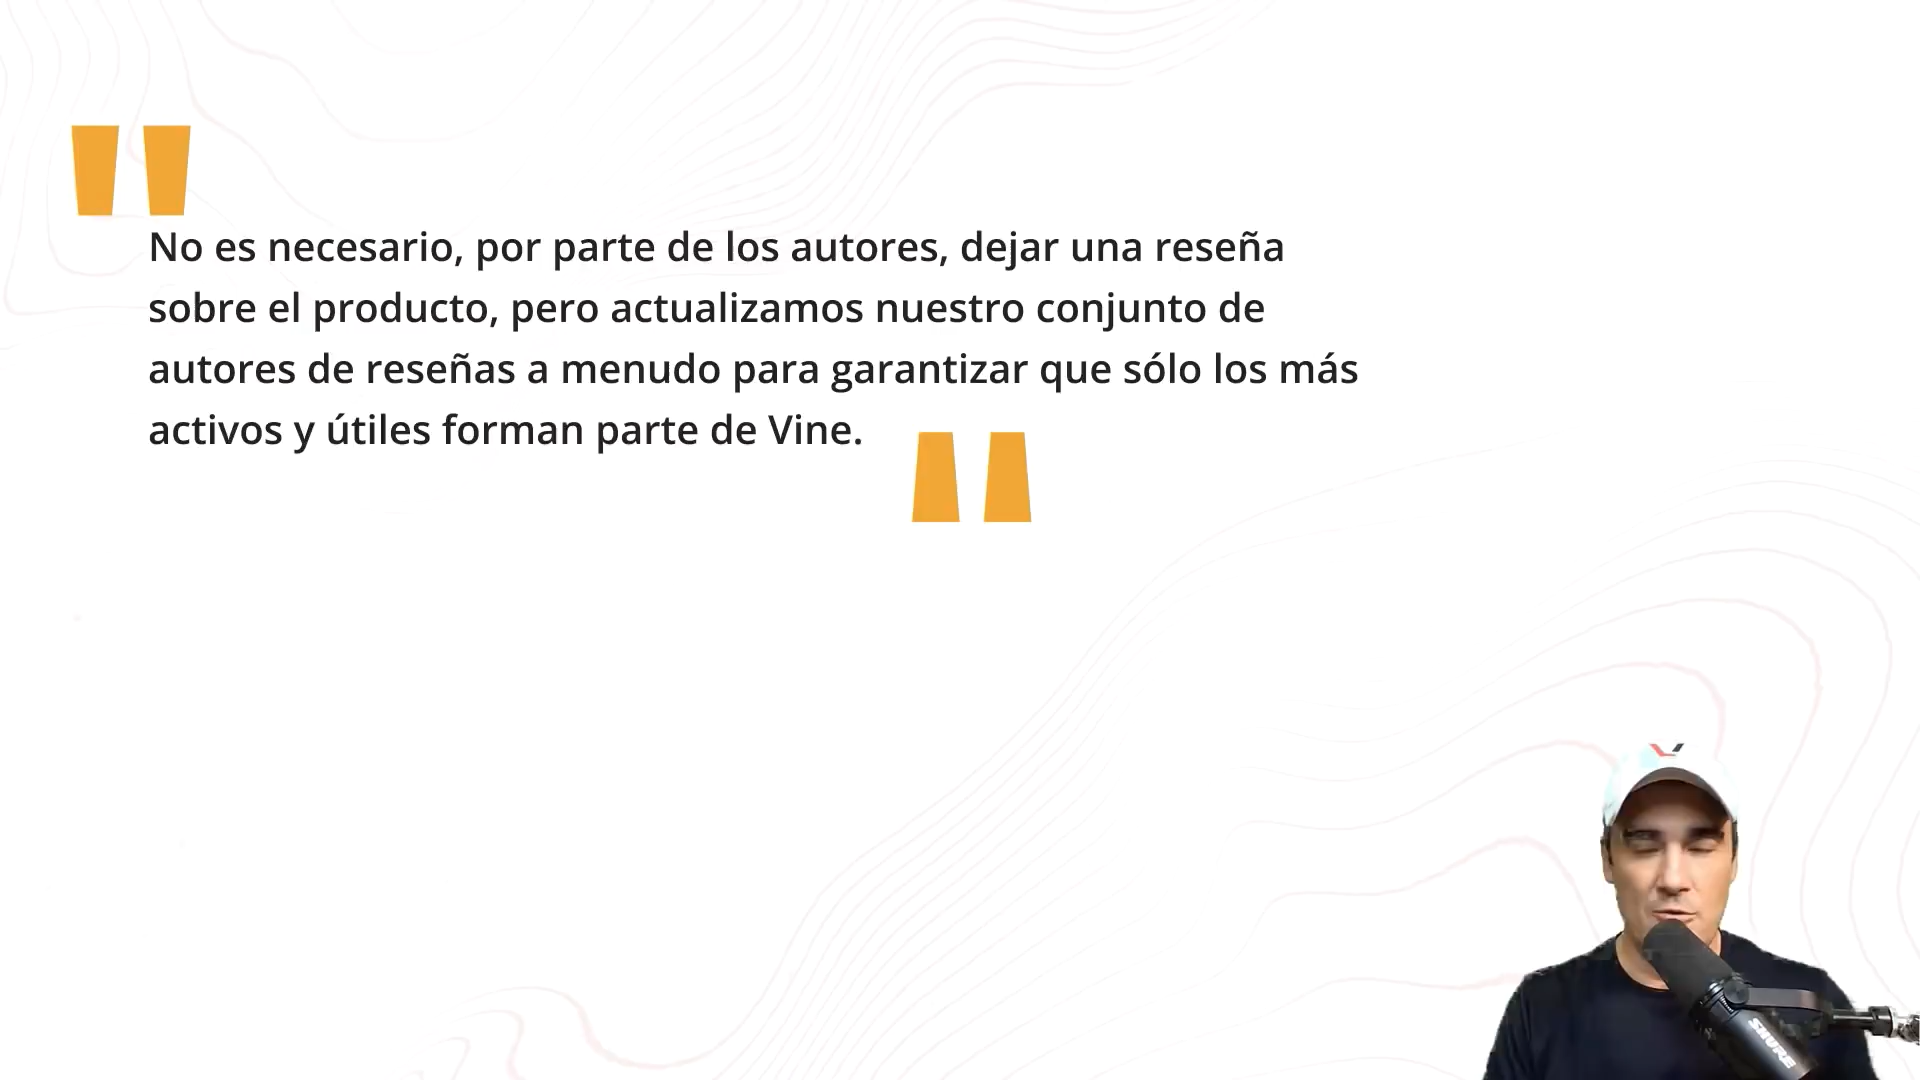 No es necesario, por parte de los autores, dejar una reseña
sobre el producto, pero actualizamos nuestro conjunto de
autores de reseñas a menudo para garantizar que sólo los más
activos y útiles forman parte de Vine.
SHURE